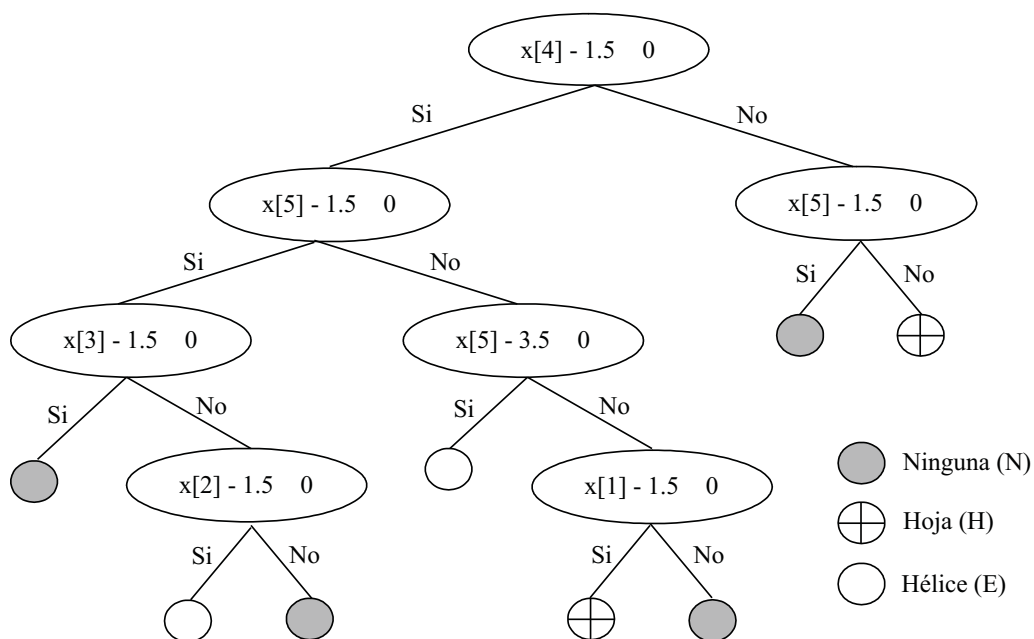 x[4] - 1.5 0
Si No
x[5] - 1.5 0 x[5] - 1.5 0
Si No Si No
x[3] - 1.5 0 x[5] - 3.5 0
Si No Si No
x[2] - 1.5 0 x[1] - 1.5 0
Si No Si No
Ninguna (N)
Hoja (H)
Hélice (E)